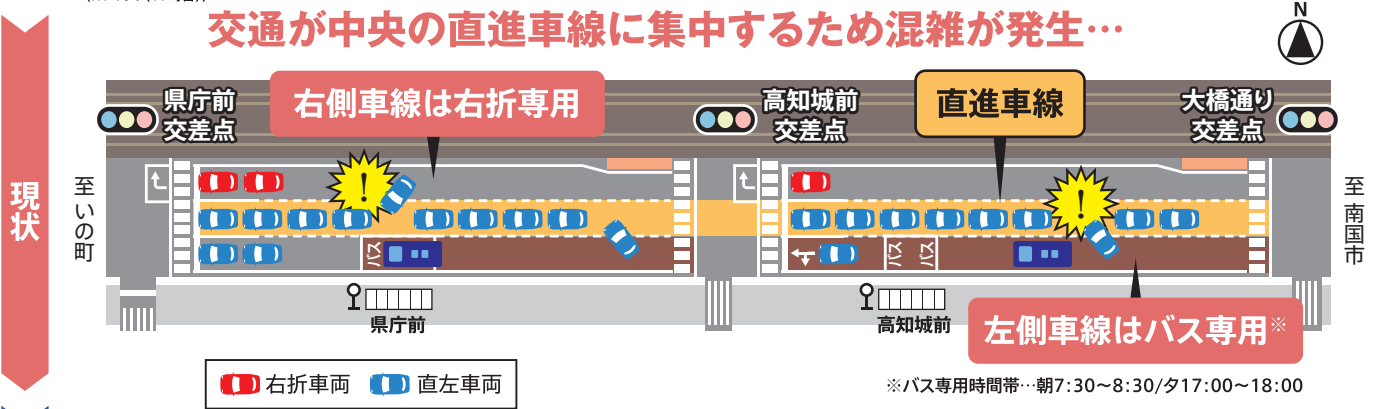 交通が中央の直進車線に集中するため混雑が発生…
N
県庁前
交差点
右側車線は右折専用
高知城前
交差点
直進車線
大橋通り
交差点
現状
至 いの町
至 南国市
!
!
バス
バス
バス
県庁前
高知城前
左側車線はバス専用※
右折車両
直左車両
※バス専用時間帯…朝7:30～8:30/夕17:00～18:00